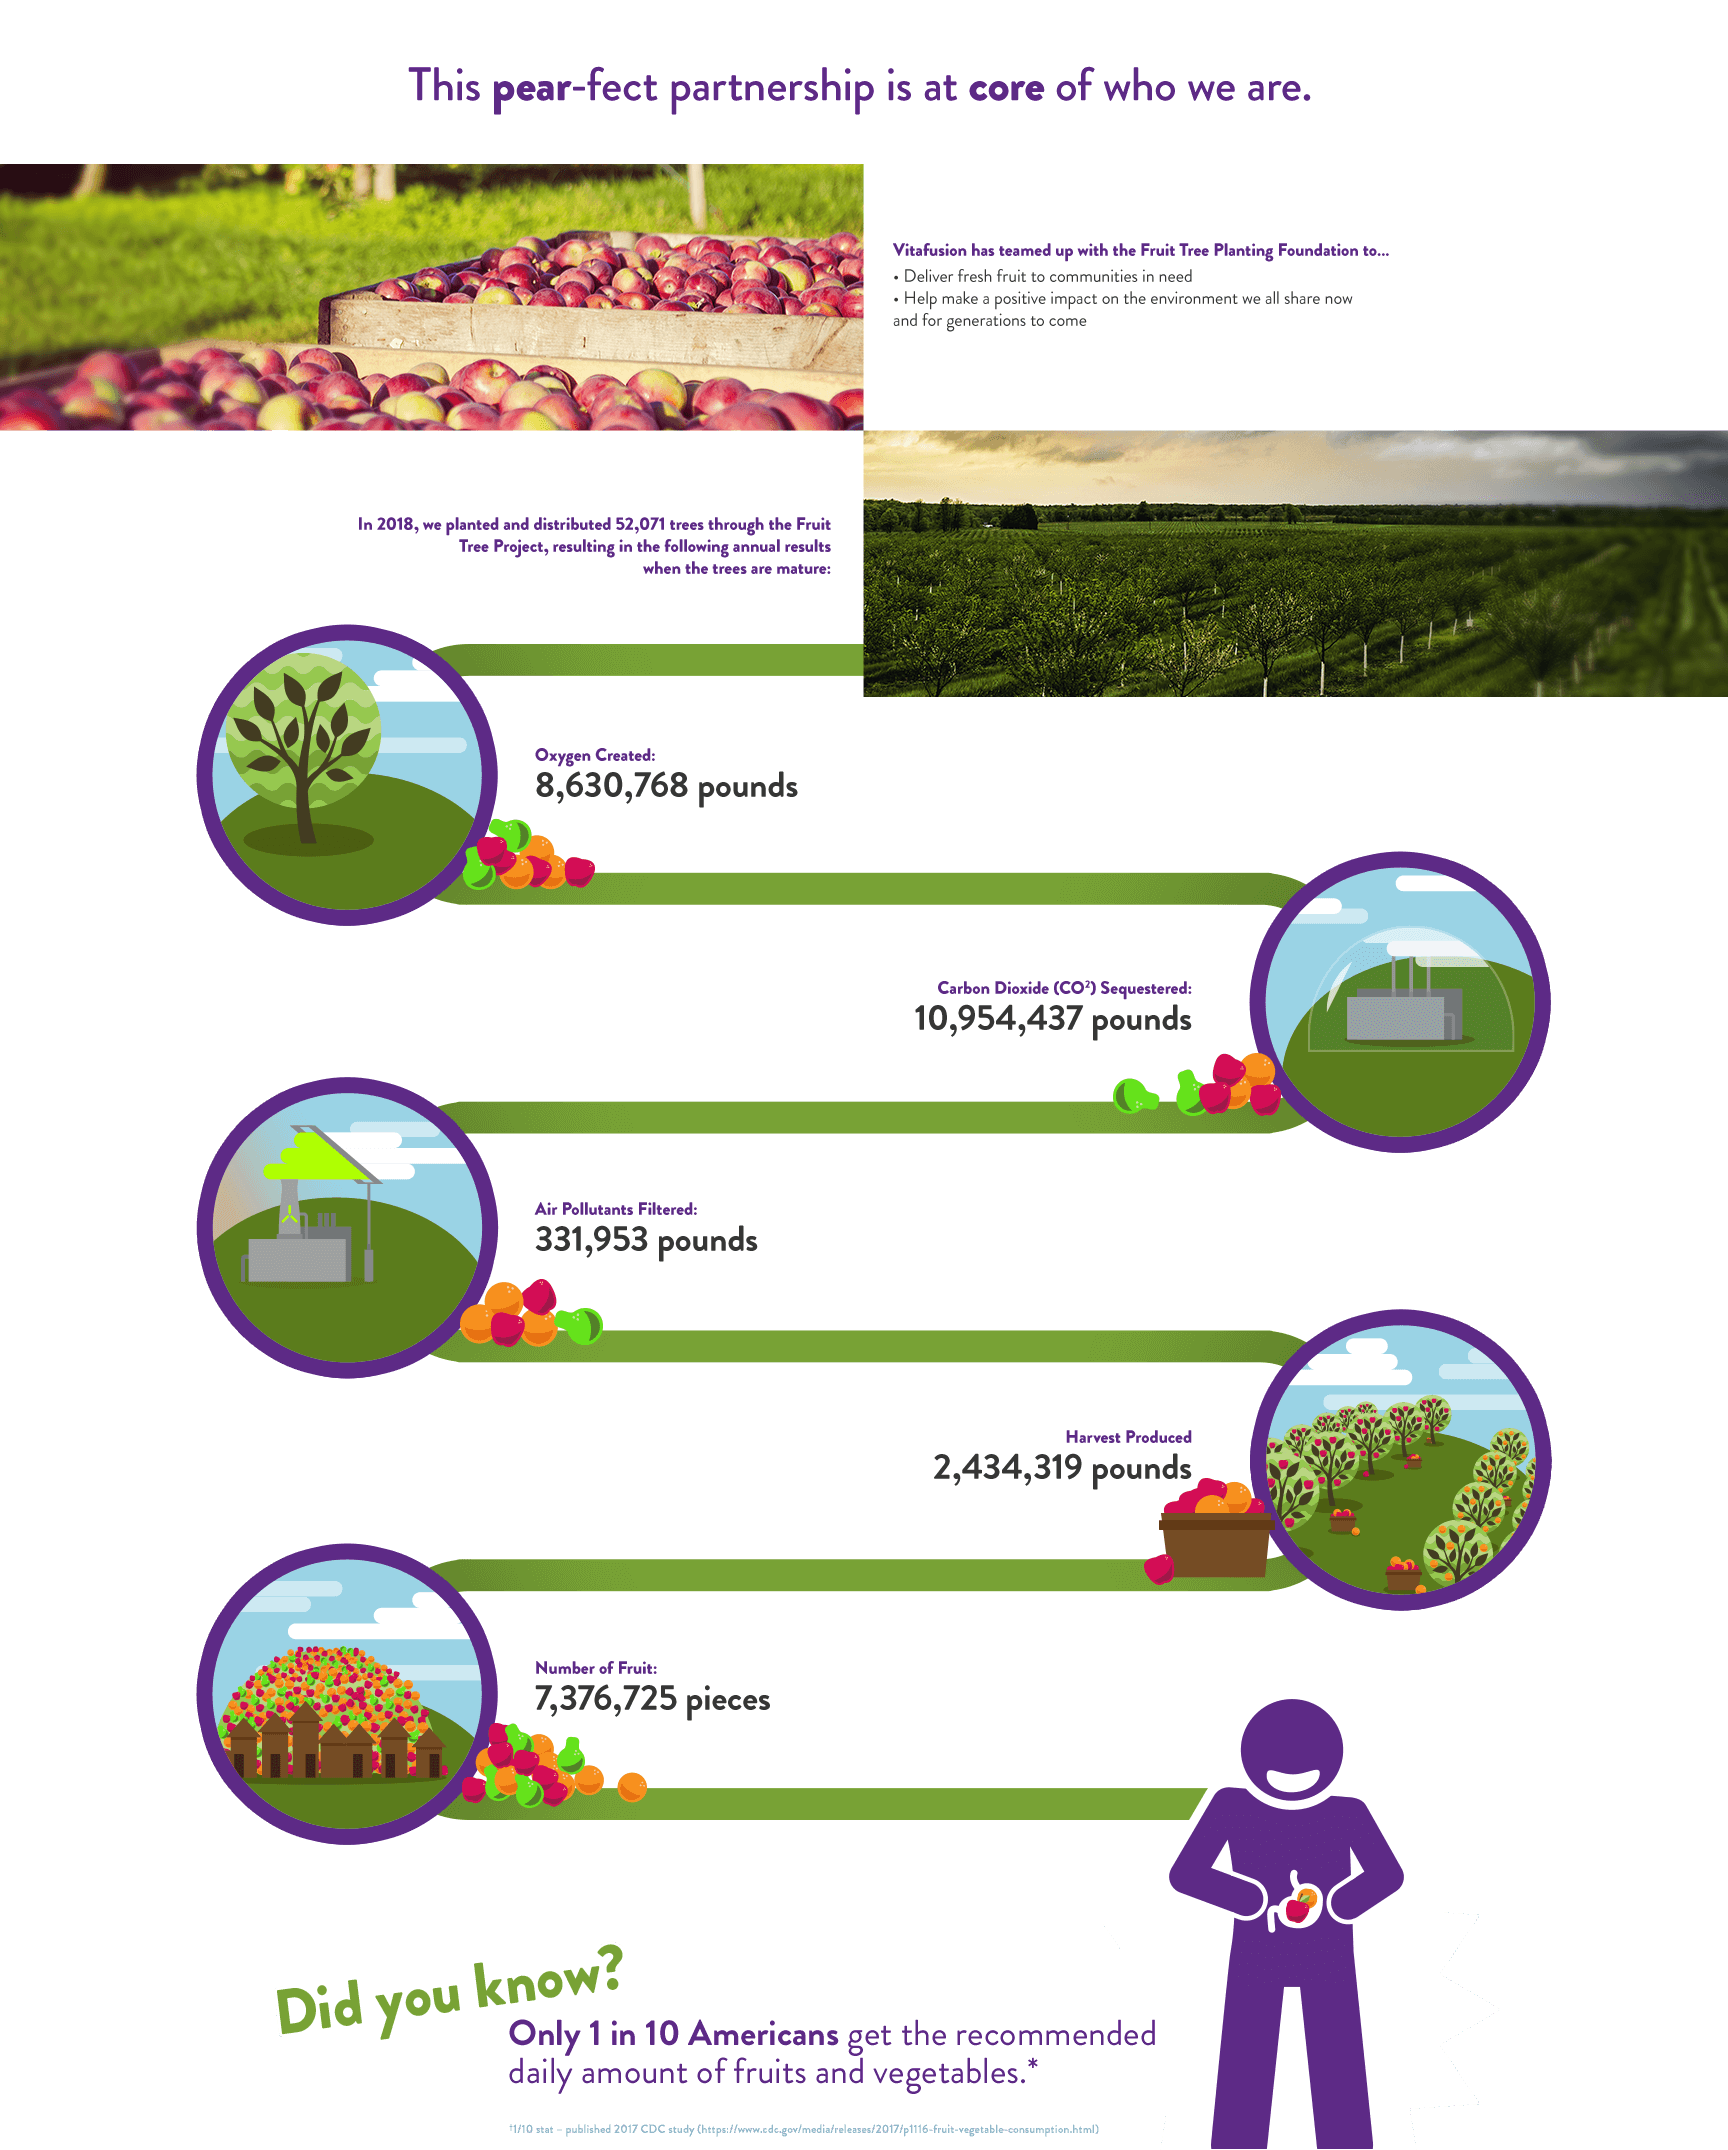 This pear-fect partnership is at core of who we are.
Vitafusion has teamed up with the Fruit Tree Planting Foundation to...
• Deliver fresh fruit to communities in need
• Help make a positive impact on the environment we all share now
and for generations to come
In 2018, we planted and distributed 52,071 trees through the Fruit
Tree Project, resulting in the following annual results
when the trees are mature:
Oxygen Created:
8,630,768 pounds
Carbon Dioxide (CO²) Sequestered:
10,954,437 pounds
Air Pollutants Filtered:
331,953 pounds
Harvest Produced
2,434,319 pounds
Number of Fruit:
7,376,725 pieces
Did you know?
Only 1 in 10 Americans get the recommended
daily amount of fruits and vegetables.*
†1/10 stat – published 2017 CDC study (https://www.cdc.gov/media/releases/2017/p1116-fruit-vegetable-consumption.html)